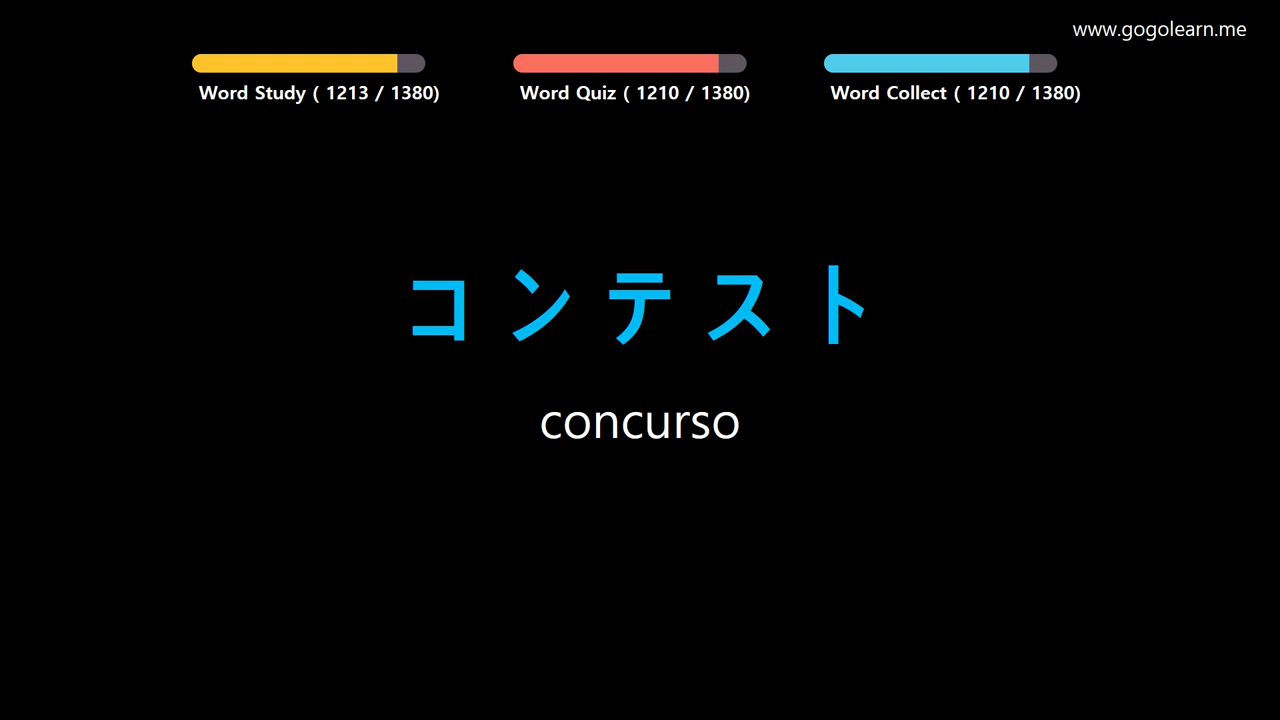 www.gogolearn.me
Word Study ( 1213 / 1380)
Word Quiz ( 1210 / 1380)
Word Collect ( 1210 / 1380)
コンテスト
concurso